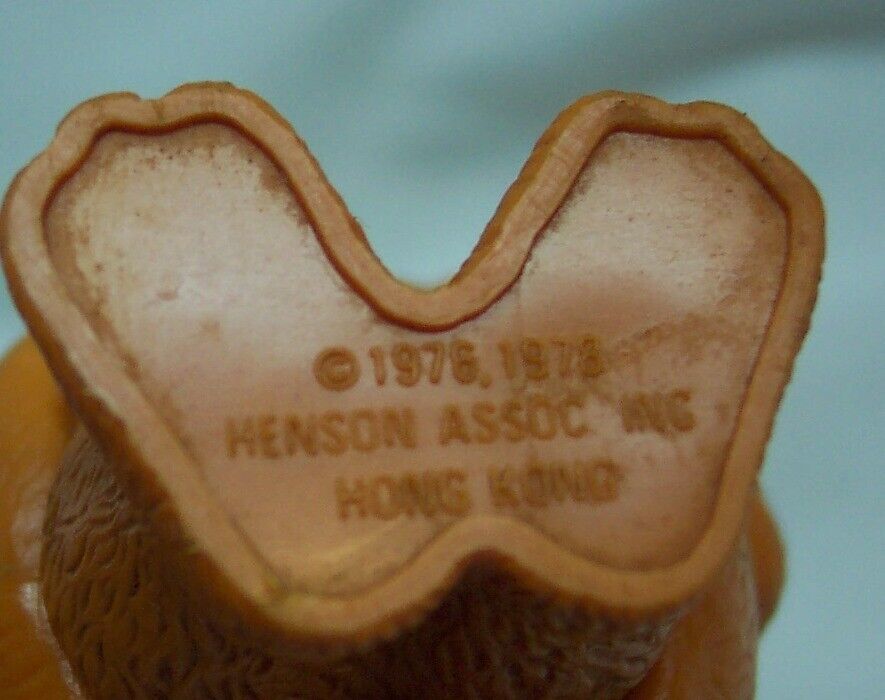 © 1976, 1978
HENSON ASSOC. INC
HONG KONG